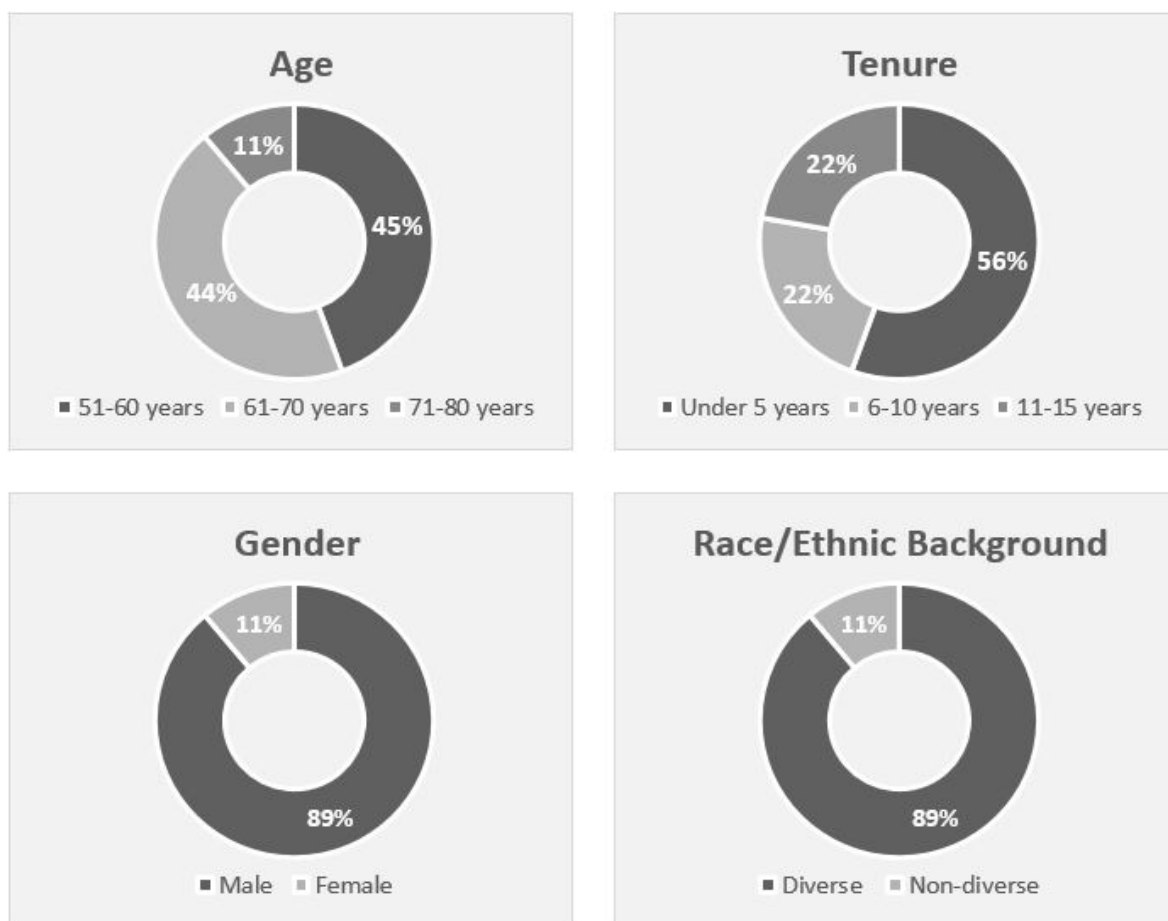 Age
11%
45%
44%
51-60 years 61-70 years 71-80 years
Tenure
22%
56%
22%
Under 5 years 6-10 years 11-15 years
Gender
11%
89%
Male Female
Race/Ethnic Background
11%
89%
Diverse Non-diverse